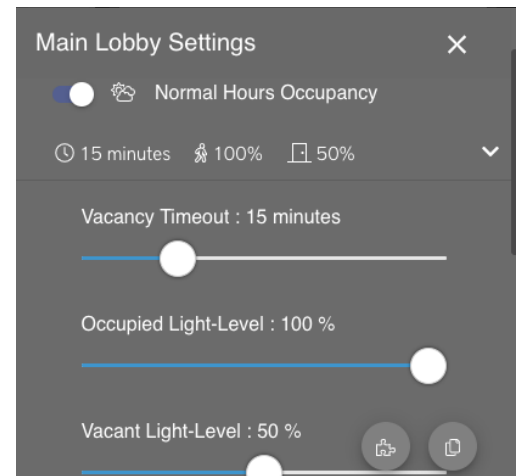 Main Lobby Settings
Normal Hours Occupancy
15 minutes 100% 50%
Vacancy Timeout : 15 minutes
Occupied Light-Level : 100 %
Vacant Light-Level : 50 %